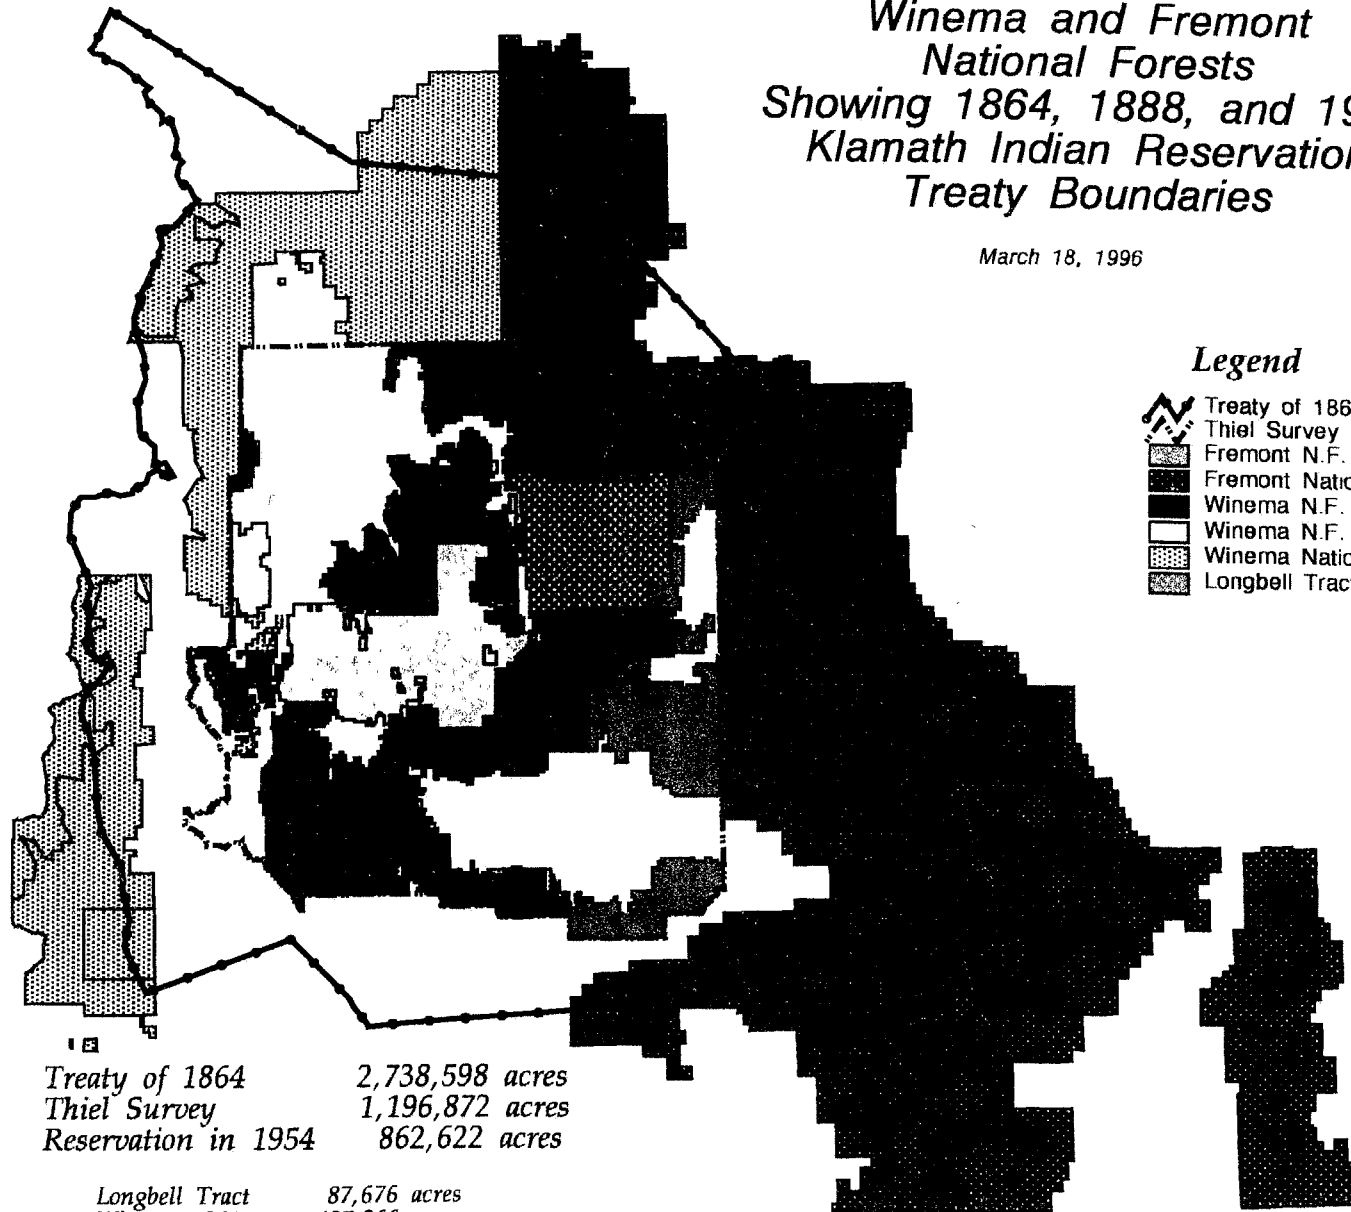 Winema and Fremont
National Forests
Showing 1864, 1888, and 19
Klamath Indian Reservation
Treaty Boundaries
March 18, 1996
Legend
Treaty of 186
Thiel Survey
Fremont N.F.
Fremont Natio
Winema N.F.
Winema N.F.
Winema Natio
Longbell Tract
Treaty of 1864 2,738,598 acres
Thiel Survey 1,196,872 acres
Reservation in 1954 862,622 acres
Longbell Tract 87,676 acres